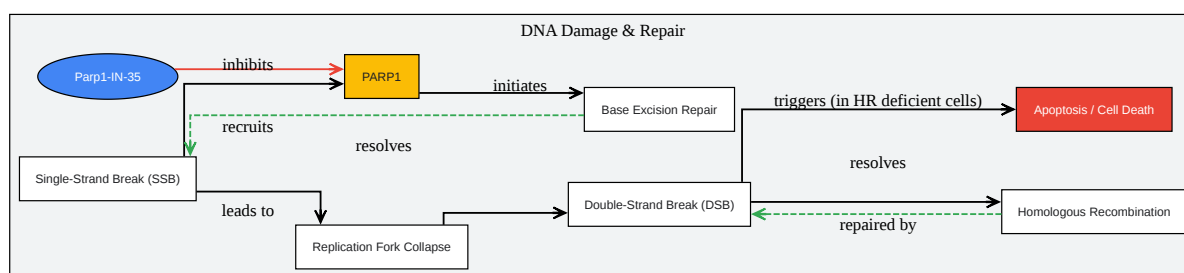 DNA Damage & Repair
inhibits
Parp1-IN-35
PARP1
initiates
Base Excision Repair
triggers (in HR deficient cells)
Apoptosis / Cell Death
recruits
resolves
Single-Strand Break (SSB)
resolves
leads to
Double-Strand Break (DSB)
Homologous Recombination
repaired by
Replication Fork Collapse